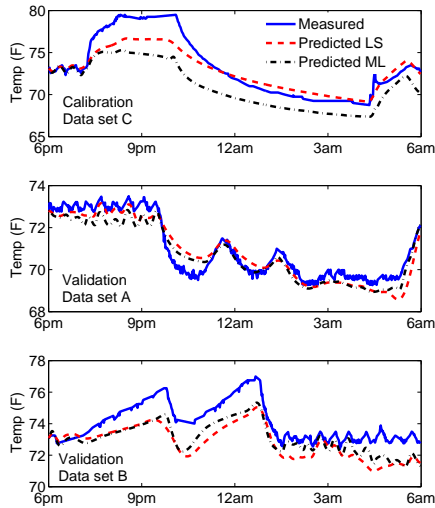 80
75
70
65
Temp (F)
Measured
Predicted LS
Predicted ML
Calibration
Data set C
6pm 9pm 12am 3am 6am
74
72
70
68
Temp (F)
Validation
Data set A
6pm 9pm 12am 3am 6am
78
76
74
72
70
Temp (F)
Validation
Data set B
6pm 9pm 12am 3am 6am